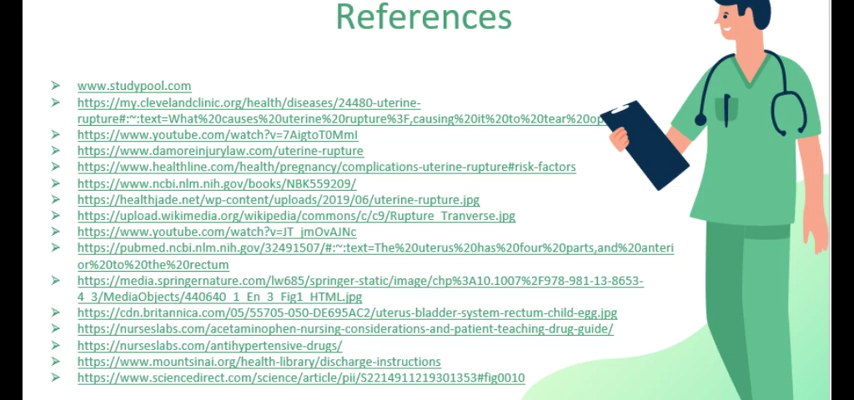 References
www.studypool.com
https://my.clevelandclinic.org/health/diseases/24480-uterine-
rupture#:~:text=What%20causes%20uterine%20rupture%3F,causing%20it%20to%20tear%20op
https://www.youtube.com/watch?v=7AigtoT0MmI
https://www.damoreinjurylaw.com/uterine-rupture
https://www.healthline.com/health/pregnancy/complications-uterine-rupture#risk-factors
https://www.ncbi.nlm.nih.gov/books/NBK559209/
https://healthjade.net/wp-content/uploads/2019/06/uterine-rupture.jpg
https://upload.wikimedia.org/wikipedia/commons/c/c9/Rupture_Tranverse.jpg
https://www.youtube.com/watch?v=JT_jmOvAJNc
https://pubmed.ncbi.nlm.nih.gov/32491507/#:~:text=The%20uterus%20has%20four%20parts,and%20anteri
or%20to%20the%20rectum
https://media.springernature.com/lw685/springer-static/image/chp%3A10.1007%2F978-981-13-8653-
4_3/MediaObjects/440640_1_En_3_Fig1_HTML.jpg
https://cdn.britannica.com/05/55705-050-DE695AC2/uterus-bladder-system-rectum-child-egg.jpg
https://nurseslabs.com/acetaminophen-nursing-considerations-and-patient-teaching-drug-guide/
https://nurseslabs.com/antihypertensive-drugs/
https://www.mountsinai.org/health-library/discharge-instructions
https://www.sciencedirect.com/science/article/pii/S2214911219301353#fig0010